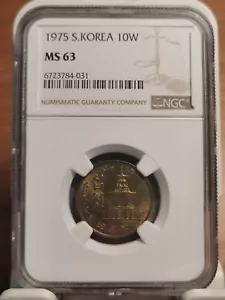 1975 S.KOREA 10W
MS 63
6723784-031
NUMISMATIC GUARANTY COMPANY
NGC